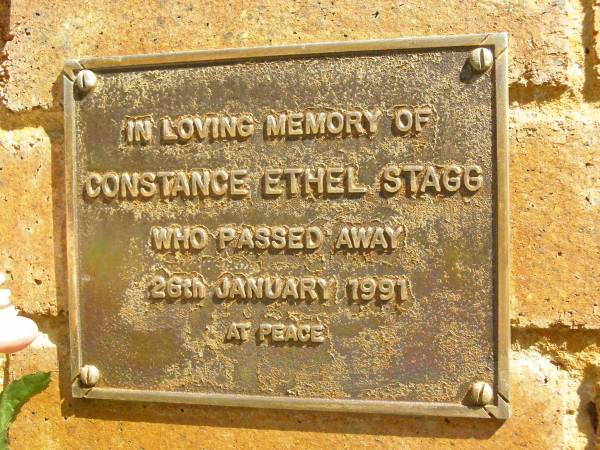 IN LOVING MEMORY OF
CONSTANCE ETHEL STAGG
WHO PASSED AWAY
26th JANUARY 1991
AT PEACE